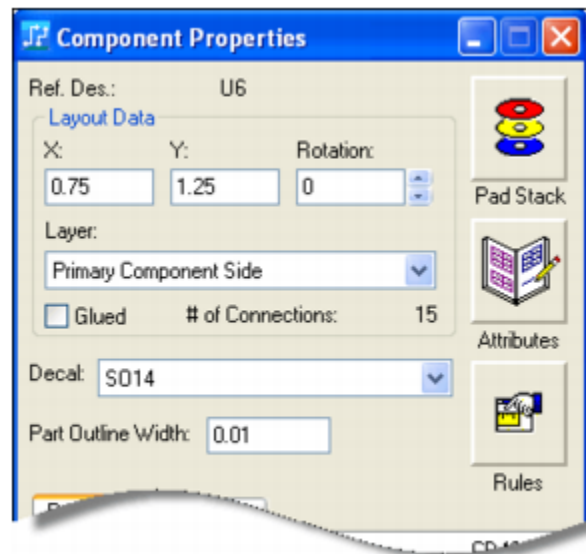 Component Properties
Ref. Des.: U6
Layout Data
X: Y: Rotation:
0.75 1.25 0
Pad Stack
Layer:
Primary Component Side
Glued # of Connections: 15
Attributes
Decal: SO14
Part Outline Width: 0.01
Rules